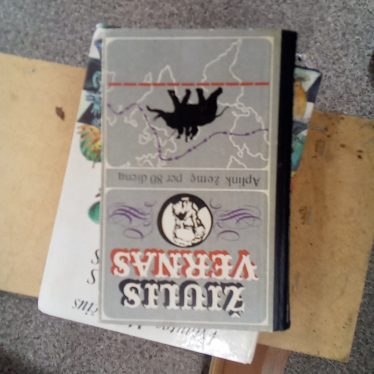 ŽIULIS
VERNAS
Aplink žemę per 80 dienų